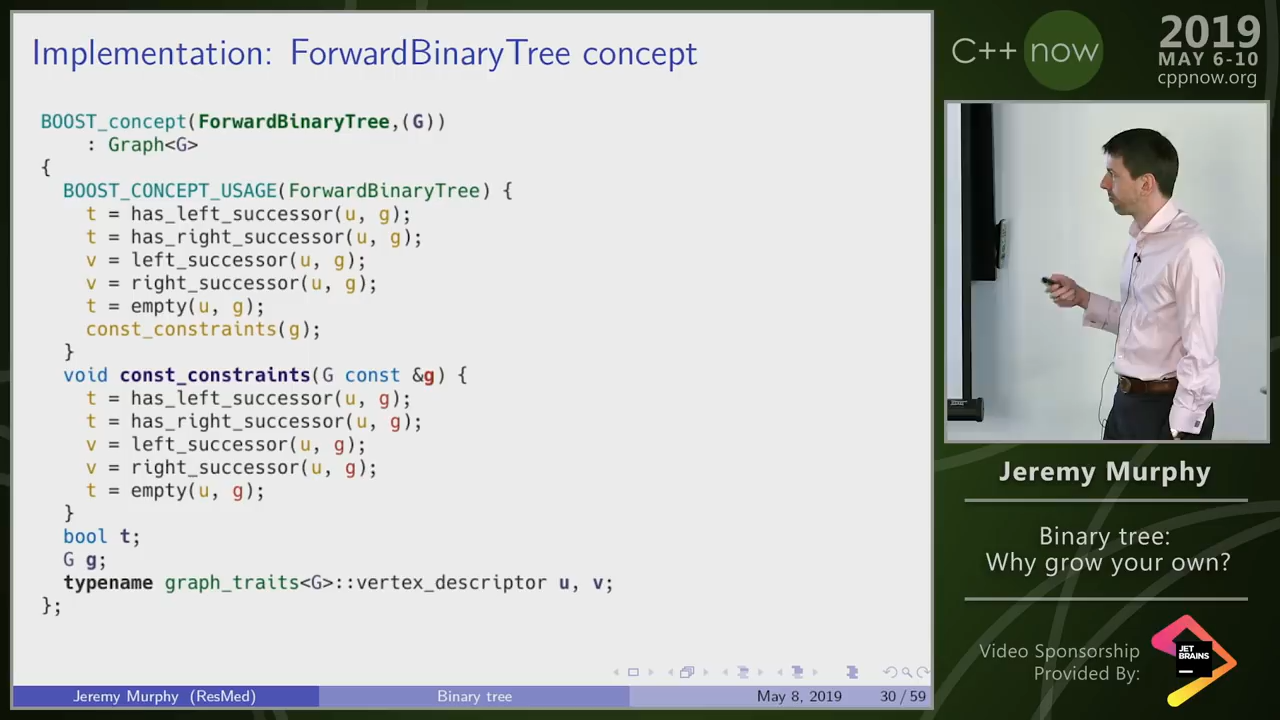 Implementation: ForwardBinaryTree concept
BOOST_concept(ForwardBinaryTree,(G))
    : Graph<G>
{
  BOOST_CONCEPT_USAGE(ForwardBinaryTree) {
    t = has_left_successor(u, g);
    t = has_right_successor(u, g);
    v = left_successor(u, g);
    v = right_successor(u, g);
    t = empty(u, g);
    const_constraints(g);
  }
  void const_constraints(G const &g) {
    t = has_left_successor(u, g);
    t = has_right_successor(u, g);
    v = left_successor(u, g);
    v = right_successor(u, g);
    t = empty(u, g);
  }
  bool t;
  G g;
  typename graph_traits<G>::vertex_descriptor u, v;
};
Jeremy Murphy (ResMed)
Binary tree
May 8, 2019
30 / 59
C++ now
2019
MAY 6-10
cppnow.org
Jeremy Murphy
Binary tree:
Why grow your own?
Video Sponsorship
Provided By:
JET
BRAINS